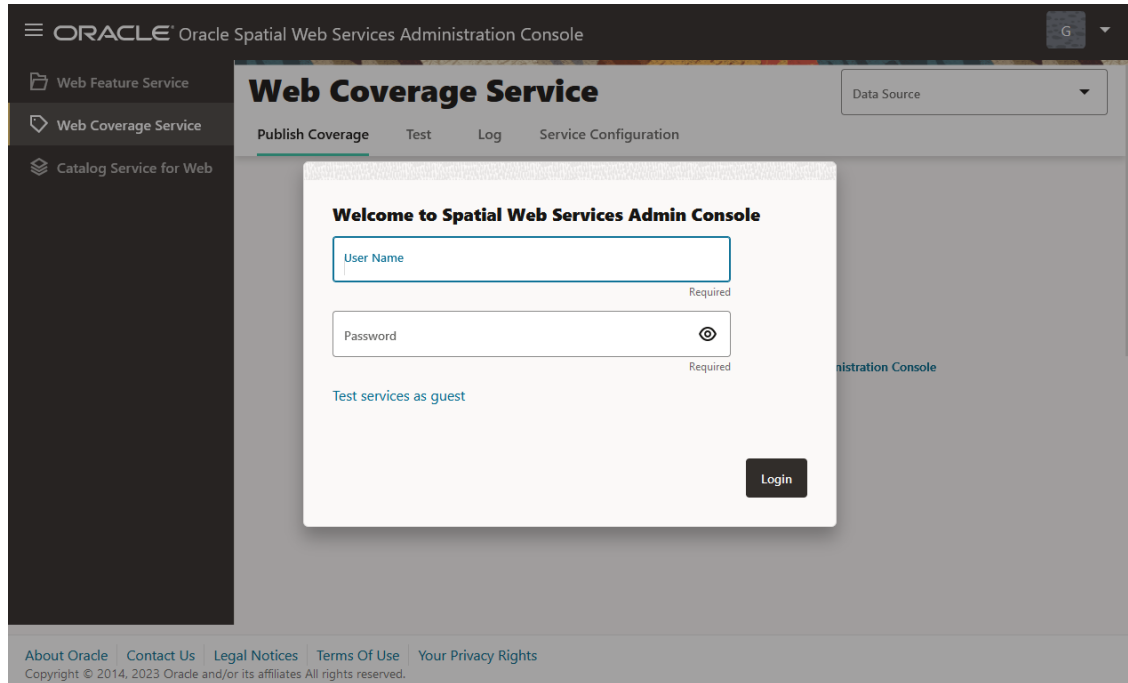 ORACLE Oracle Spatial Web Services Administration Console
G
Web Feature Service
Web Coverage Service
Catalog Service for Web
Web Coverage Service
Data Source
Publish Coverage Test Log Service Configuration
Welcome to Spatial Web Services Admin Console
User Name
Required
Password
Required
nistration Console
Test services as guest
Login
About Oracle Contact Us Legal Notices Terms Of Use Your Privacy Rights
Copyright © 2014, 2023 Oracle and/or its affiliates All rights reserved.